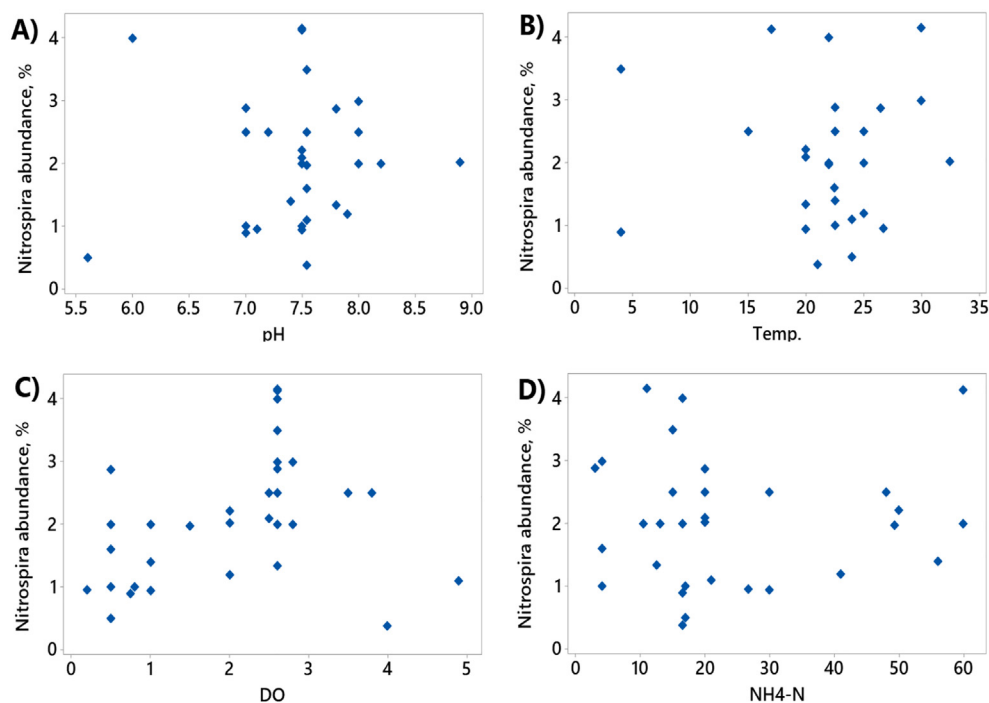 A)
Nitrospira abundance, %
4
3
2
1
0
5.5 6.0 6.5 7.0 7.5 8.0 8.5 9.0
pH
B)
Nitrospira abundance, %
4
3
2
1
0
0 5 10 15 20 25 30 35
Temp.
C)
Nitrospira abundance, %
4
3
2
1
0
0 1 2 3 4 5
DO
D)
Nitrospira abundance, %
4
3
2
1
0
0 10 20 30 40 50 60
NH4-N